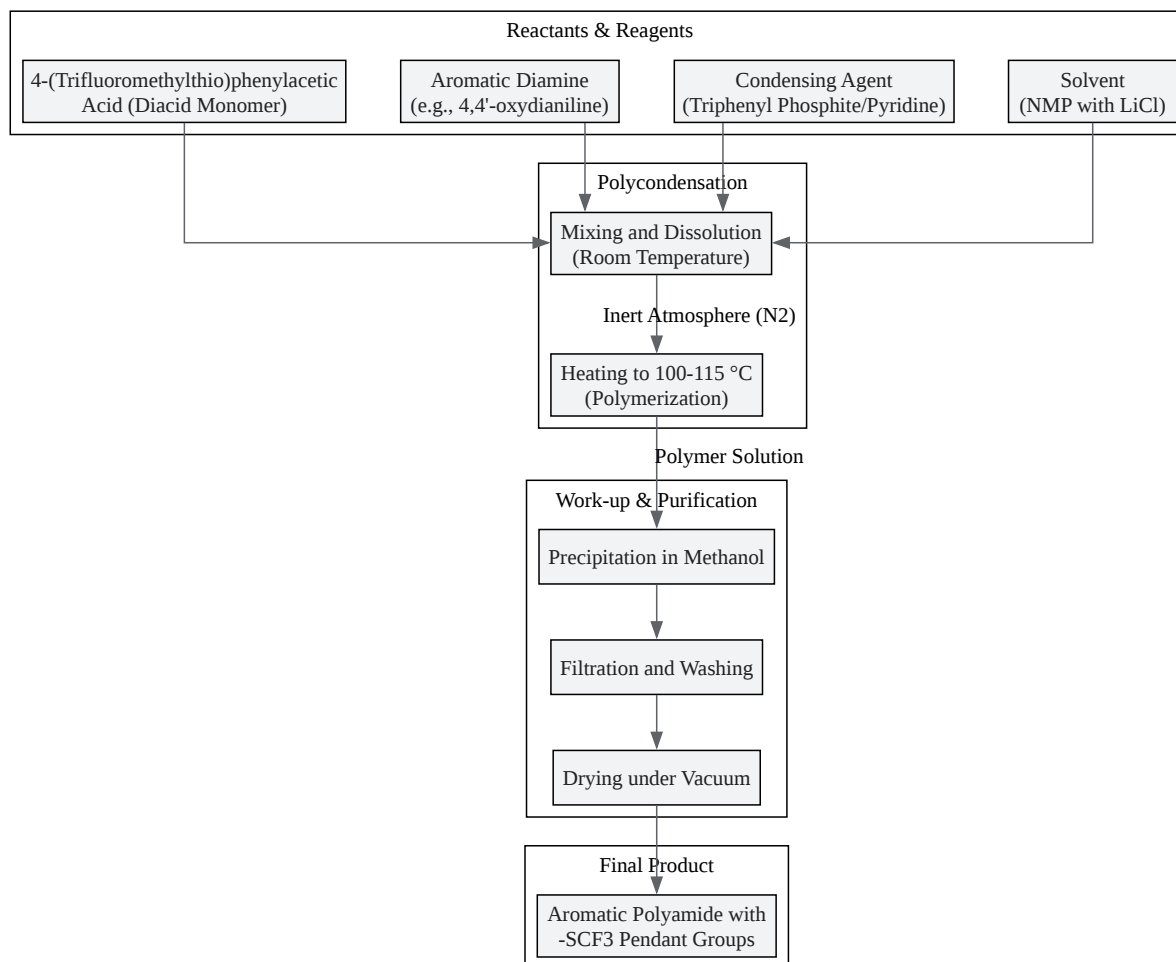 Reactants & Reagents
4-(Trifluoromethylthio)phenylacetic
Acid (Diacid Monomer)
Aromatic Diamine
(e.g., 4,4'-oxydianiline)
Condensing Agent
(Triphenyl Phosphite/Pyridine)
Solvent
(NMP with LiCl)
Polycondensation
Mixing and Dissolution
(Room Temperature)
Inert Atmosphere (N2)
Heating to 100-115 °C
(Polymerization)
Polymer Solution
Work-up & Purification
Precipitation in Methanol
Filtration and Washing
Drying under Vacuum
Final Product
Aromatic Polyamide with
-SCF3 Pendant Groups